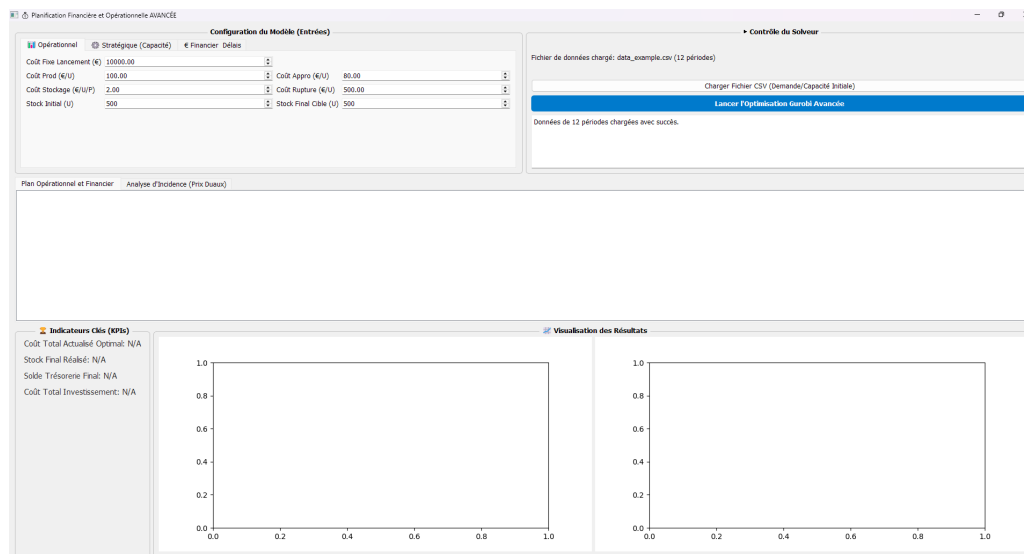 Planification Financière et Opérationnelle AVANCÉE
Configuration du Modèle (Entrées)
Opérationnel Stratégique (Capacité) € Financier Délais
Coût Fixe Lancement (€) 10000.00
Coût Prod (€/U) 100.00 Coût Appro (€/U) 80.00
Coût Stockage (€/U/P) 2.00 Coût Rupture (€/U) 500.00
Stock Initial (U) 500 Stock Final Cible (U) 500
Contrôle du Solveur
Fichier de données chargé: data_example.csv (12 périodes)
Charger Fichier CSV (Demande/Capacité Initiale)
Lancer l'Optimisation Gurobi Avancée
Données de 12 périodes chargées avec succès.
Plan Opérationnel et Financier Analyse d'Incidence (Prix Duaux)
Indicateurs Clés (KPIs)
Coût Total Actualisé Optimal: N/A
Stock Final Réalisé: N/A
Solde Trésorerie Final: N/A
Coût Total Investissement: N/A
Visualisation des Résultats
1.0
0.8
0.6
0.4
0.2
0.0
0.0 0.2 0.4 0.6 0.8 1.0
1.0
0.8
0.6
0.4
0.2
0.0
0.0 0.2 0.4 0.6 0.8 1.0